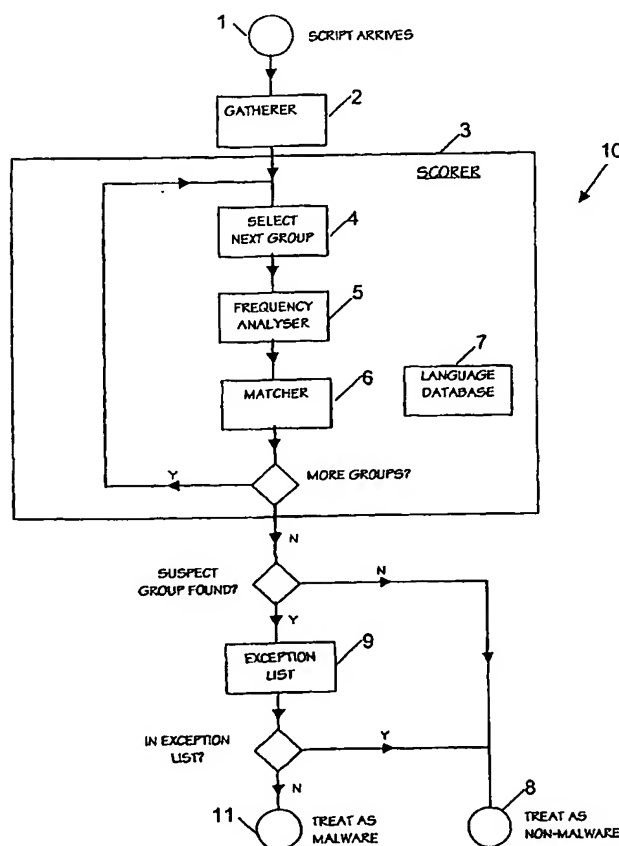 1
SCRIPT ARRIVES
2
GATHERER
3
SCORER
10
SELECT
NEXT GROUP
4
FREQUENCY
ANALYSER
5
7
LANGUAGE
DATABASE
MATCHER
6
Y
MORE GROUPS?
N
SUSPECT
GROUP FOUND?
N
Y
EXCEPTION
LIST
9
IN EXCEPTION
LIST?
Y
N
11
TREAT AS
MALWARE
8
TREAT AS
NON-MALWARE